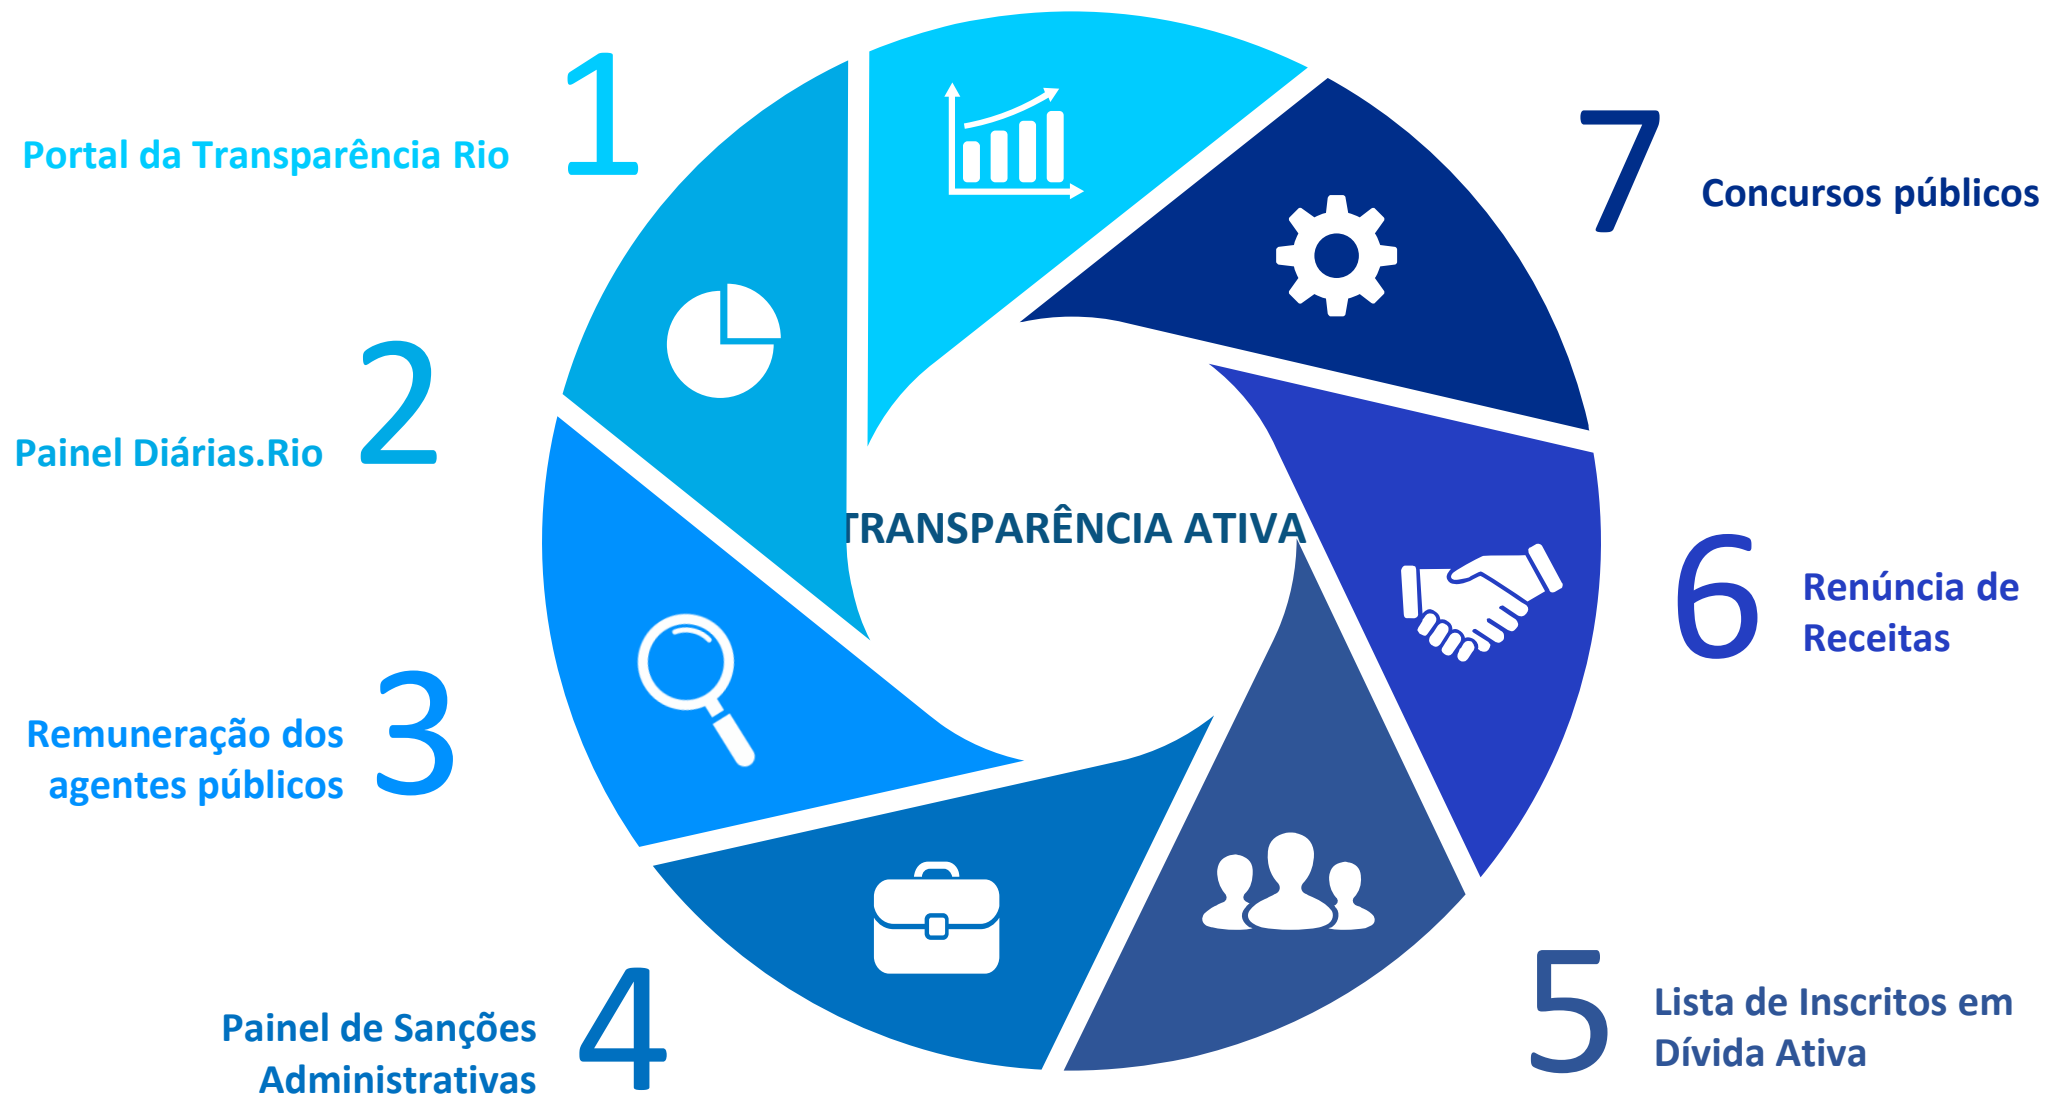 1
Portal da Transparência Rio
2
Painel Diárias.Rio
3
Remuneração dos
agentes públicos
4
Painel de Sanções
Administrativas
TRANSPARÊNCIA ATIVA
7
Concursos públicos
6
Renúncia de
Receitas
5
Lista de Inscritos em
Dívida Ativa